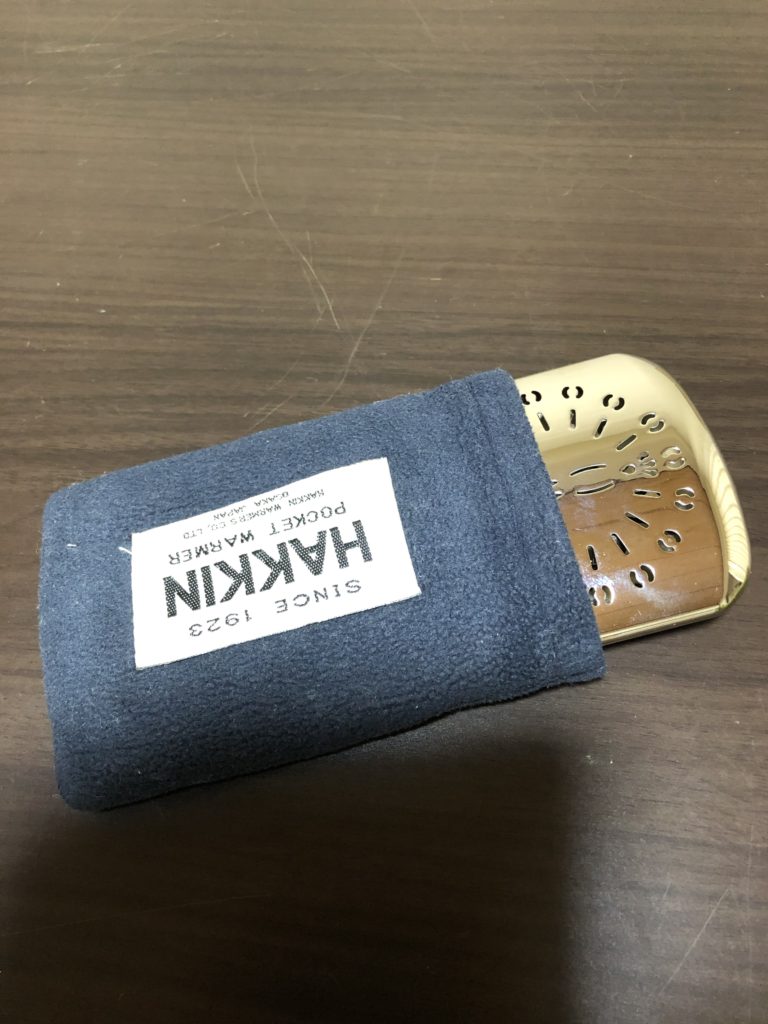 SINCE 1923
HAKKIN
POCKET WARMER
HAKKIN WARMERS CO., LTD
OSAKA JAPAN